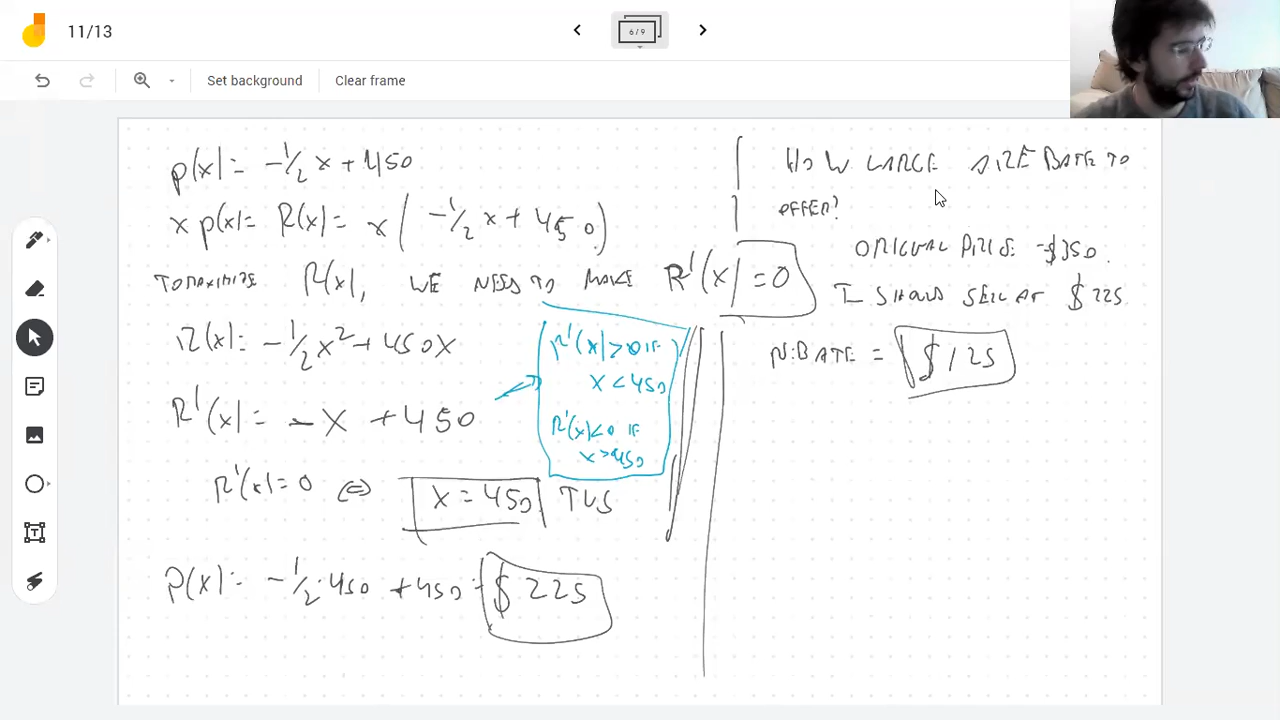 11/13
6/9
Set background
Clear frame
p(x) = -1/2 x + 450
x p(x) = R(x) = x ( -1/2 x + 450 )
TO MAXIMIZE R(x), WE NEED TO MAKE R'(x) = 0
R(x) = -1/2 x² + 450x
R'(x) = -x + 450
R'(x) > 0 IF
x < 450
R'(x) < 0 IF
x > 450
R'(x) = 0 ⇔ x = 450 TVS
P(x) = -1/2 · 450 + 450 = $ 225
HOW LARGE REBATE TO
OFFER?
ORIGINAL PRICE = $350.
I SHOULD SELL AT $225.
REBATE = $125